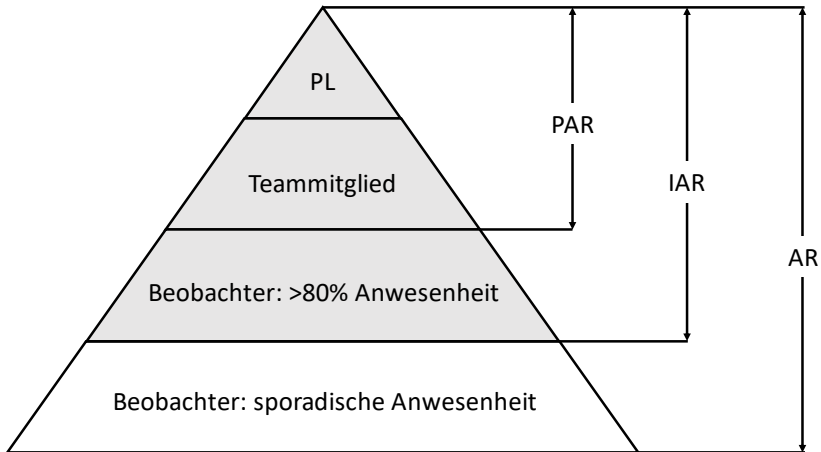 PL
PAR
Teammitglied
IAR
AR
Beobachter: >80% Anwesenheit
Beobachter: sporadische Anwesenheit